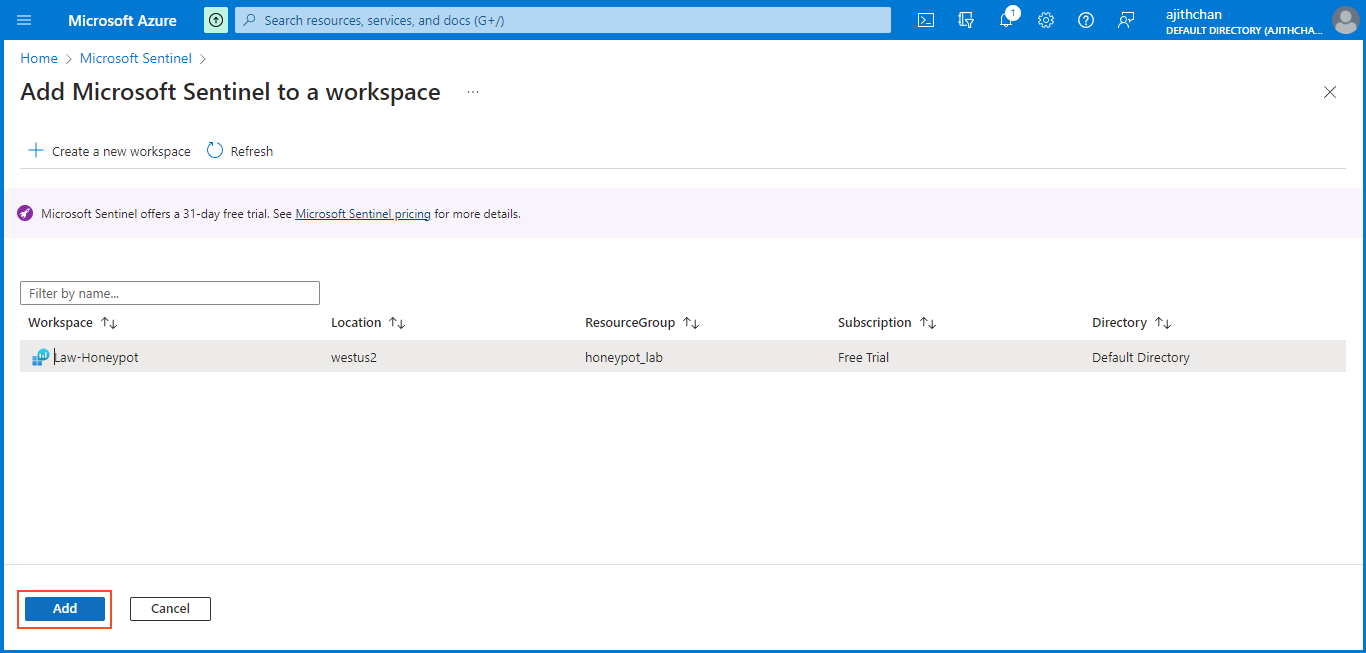 Microsoft Azure
Search resources, services, and docs (G+/)
1
ajithchan
DEFAULT DIRECTORY (AJITHCHA...
Home > Microsoft Sentinel >
Add Microsoft Sentinel to a workspace ...
Create a new workspace Refresh
Microsoft Sentinel offers a 31-day free trial. See Microsoft Sentinel pricing for more details.
Filter by name...
Workspace Location ResourceGroup Subscription Directory
Law-Honeypot westus2 honeypot_lab Free Trial Default Directory
Add Cancel